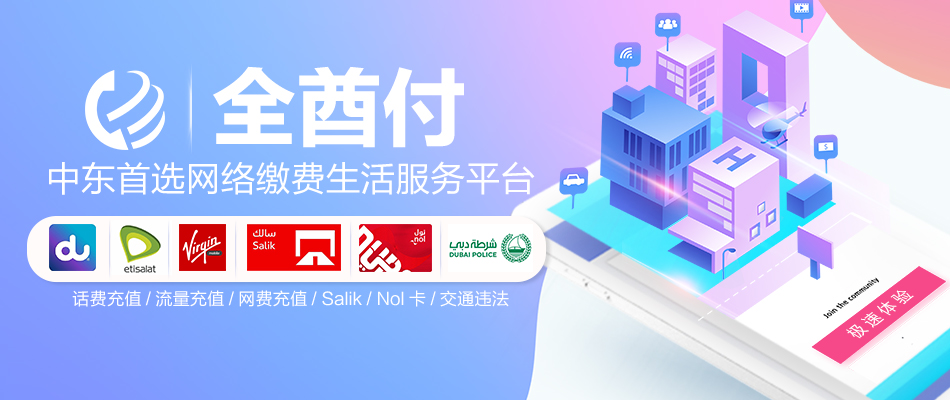 全酋付
中东首选网络缴费生活服务平台
du
etisalat
Virgin
mobile
سالك
Salik
نول
nol
شرطة دبي
DUBAI POLICE
话费充值 / 流量充值 / 网费充值 / Salik / Nol 卡 / 交通违法
H
$
Join the community
极速体验